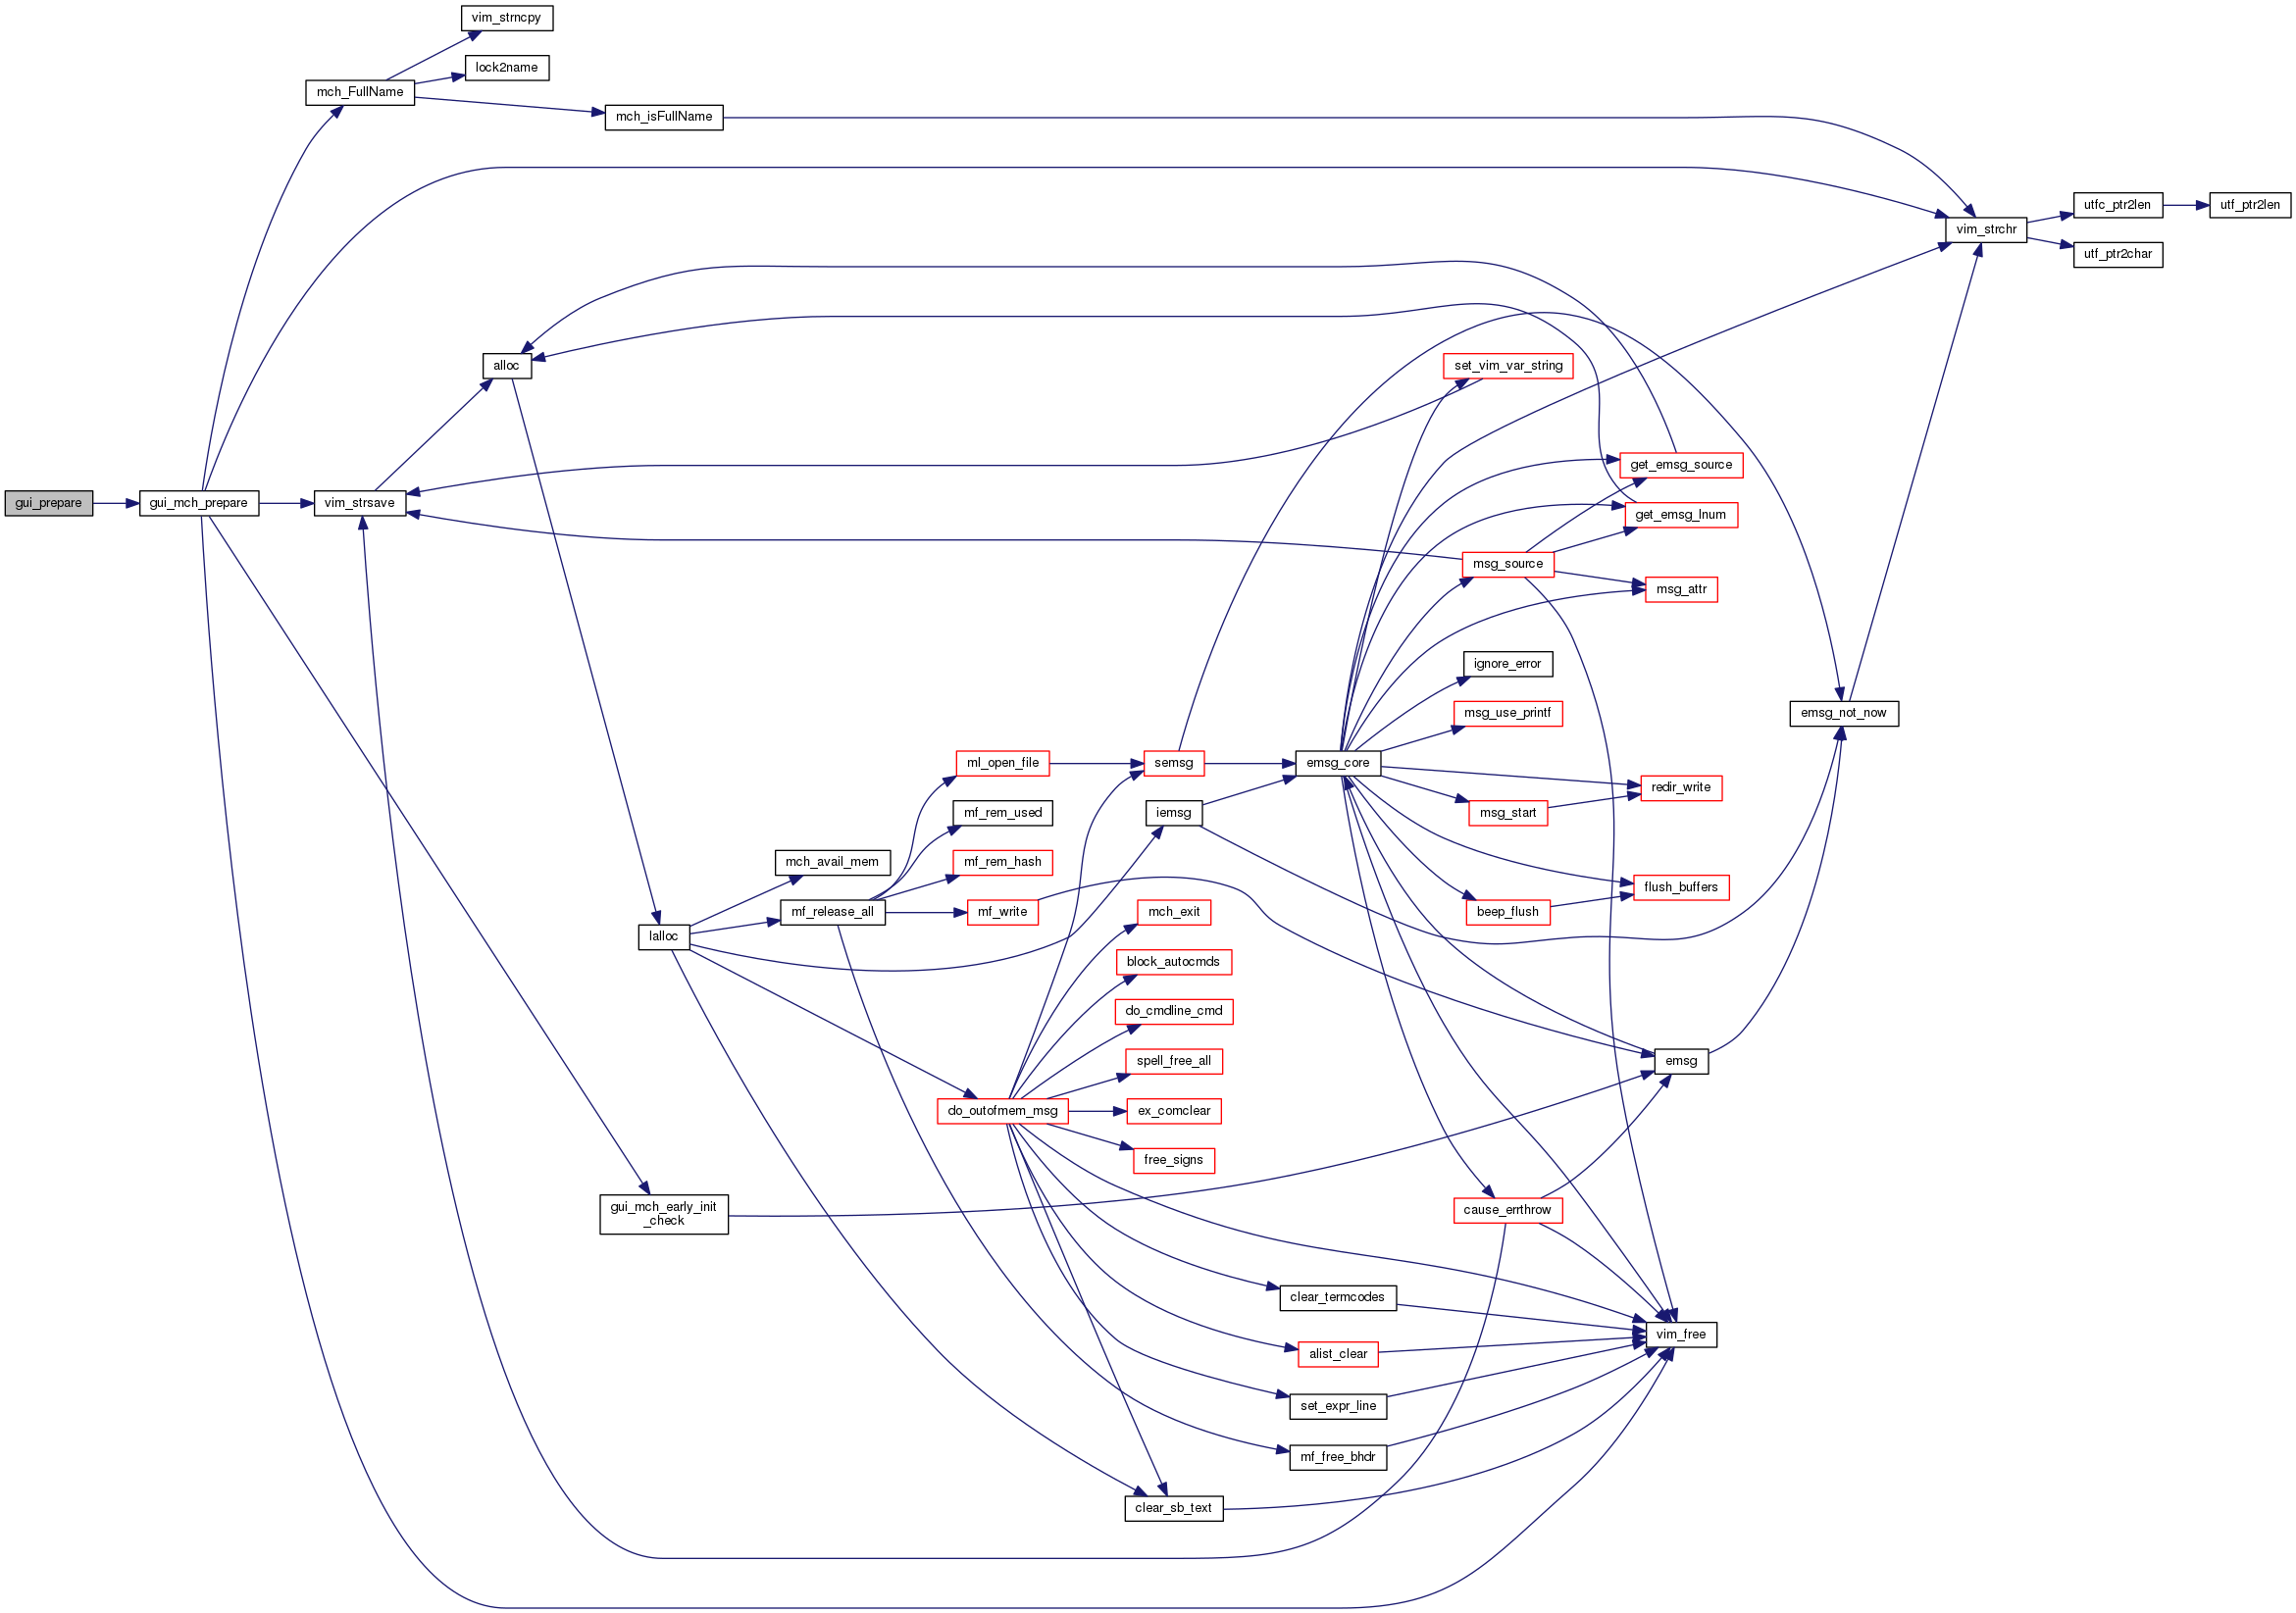 vim_strncpy
lock2name
mch_FullName
mch_isFullName
utfc_ptr2len
utf_ptr2len
vim_strchr
utf_ptr2char
alloc
set_vim_var_string
get_emsg_source
gui_prepare
gui_mch_prepare
vim_strsave
get_emsg_lnum
msg_source
msg_attr
ignore_error
msg_use_printf
emsg_not_now
ml_open_file
semsg
emsg_core
redir_write
mf_rem_used
iemsg
msg_start
mch_avail_mem
mf_rem_hash
flush_buffers
mf_release_all
mf_write
mch_exit
beep_flush
lalloc
block_autocmds
do_cmdline_cmd
spell_free_all
emsg
do_outofmem_msg
ex_comclear
free_signs
gui_mch_early_init
_check
cause_errthrow
clear_termcodes
vim_free
alist_clear
set_expr_line
mf_free_bhdr
clear_sb_text